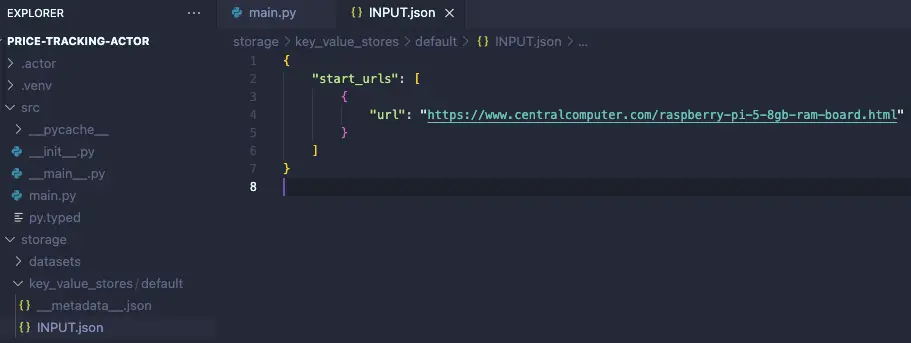 EXPLORER
PRICE-TRACKING-ACTOR
.actor
.venv
src
__pycache__
__init__.py
__main__.py
main.py
py.typed
storage
datasets
key_value_stores/default
{} __metadata__.json
{} INPUT.json
main.py
{} INPUT.json
storage > key_value_stores > default > {} INPUT.json > ...
1 {
2 "start_urls": [
3 {
4 "url": "https://www.centralcomputer.com/raspberry-pi-5-8gb-ram-board.html"
5 }
6 ]
7 }
8